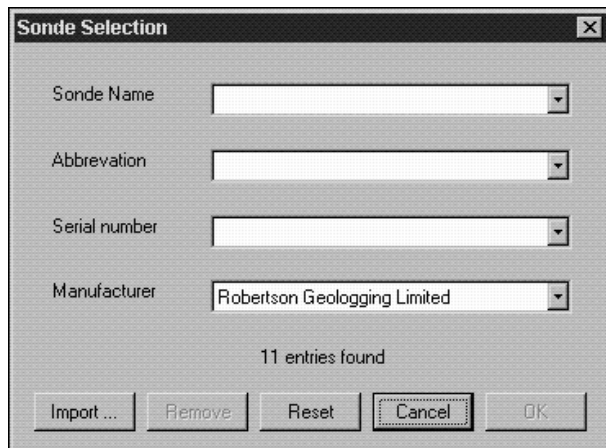 Sonde Selection
Sonde Name
Abbrevation
Serial number
Manufacturer Robertson Geologging Limited
11 entries found
Import ... Remove Reset Cancel OK